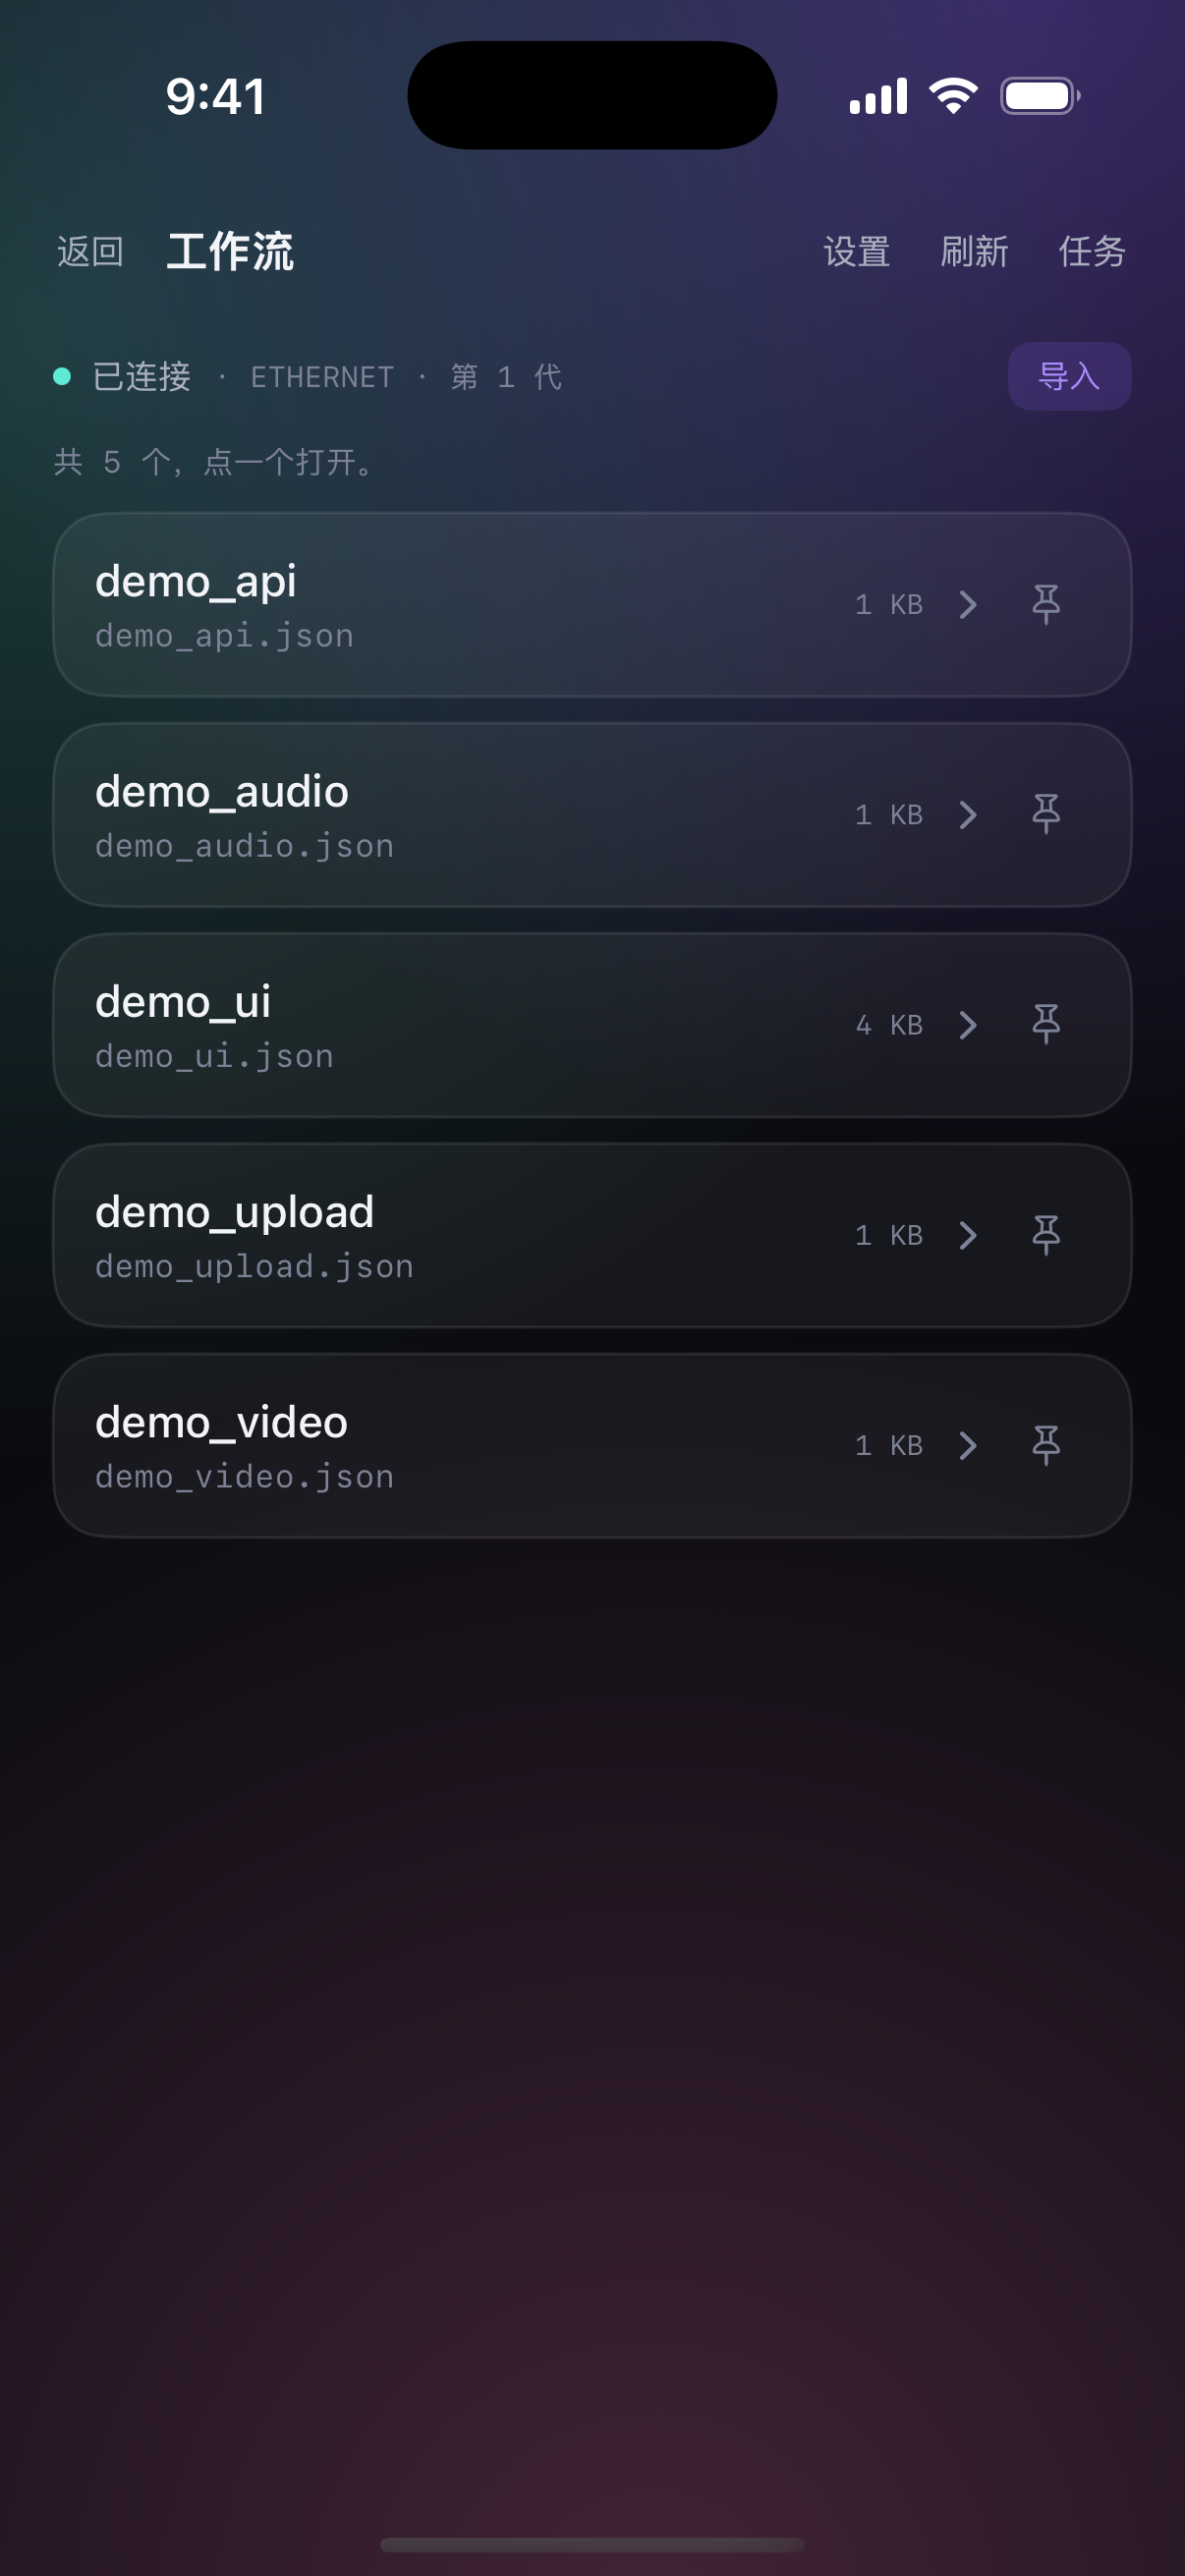 9:41
返回 工作流 设置 刷新 任务
已连接 · ETHERNET · 第 1 代 导入
共 5 个，点一个打开。
demo_api
1 KB
demo_api.json
demo_audio
1 KB
demo_audio.json
demo_ui
4 KB
demo_ui.json
demo_upload
1 KB
demo_upload.json
demo_video
1 KB
demo_video.json